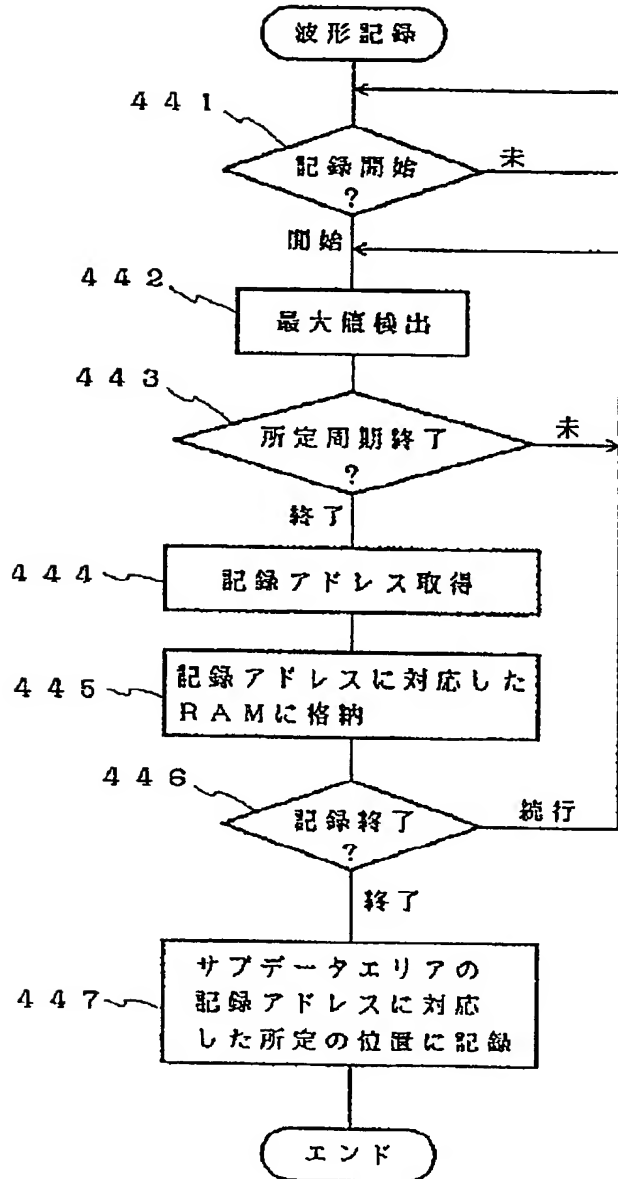 波形記録
441
記録開始
?
未
開始
442
最大値検出
443
所定周期終了
?
未
終了
444
記録アドレス取得
445
記録アドレスに対応した
RAMに格納
446
記録終了
?
続行
終了
447
サブデータエリアの
記録アドレスに対応
した所定の位置に記録
エンド